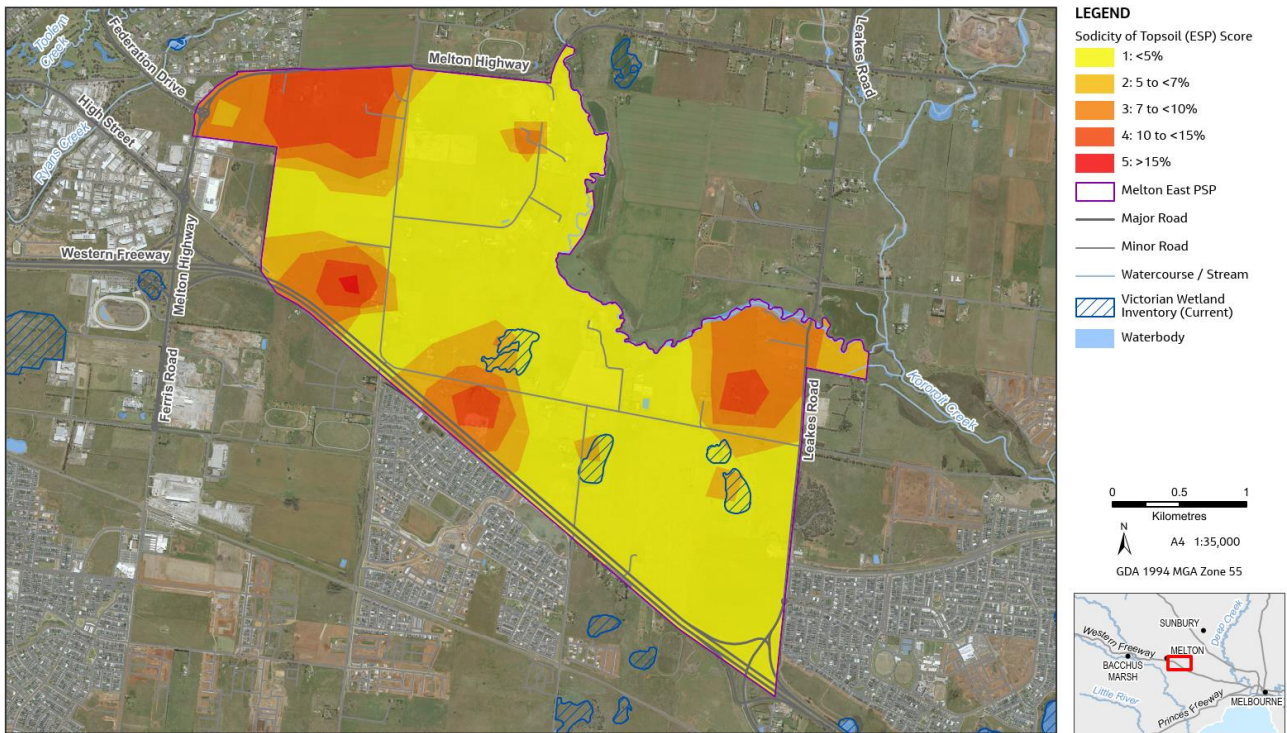 Toolern
Creek
Federation Drive
High Street
Ryans Creek
Melton Highway
Leakes Road
Western Freeway
Melton Highway
Ferris Road
Leakes Road
Kororoit Creek
LEGEND
Sodicity of Topsoil (ESP) Score
1: <5%
2: 5 to <7%
3: 7 to <10%
4: 10 to <15%
5: >15%
Melton East PSP
Major Road
Minor Road
Watercourse / Stream
Victorian Wetland
Inventory (Current)
Waterbody
0 0.5 1
Kilometres
N
A4 1:35,000
GDA 1994 MGA Zone 55
SUNBURY
Deep Creek
Western Freeway
MELTON
BACCHUS
MARSH
Little River
MELBOURNE
Princes Freeway